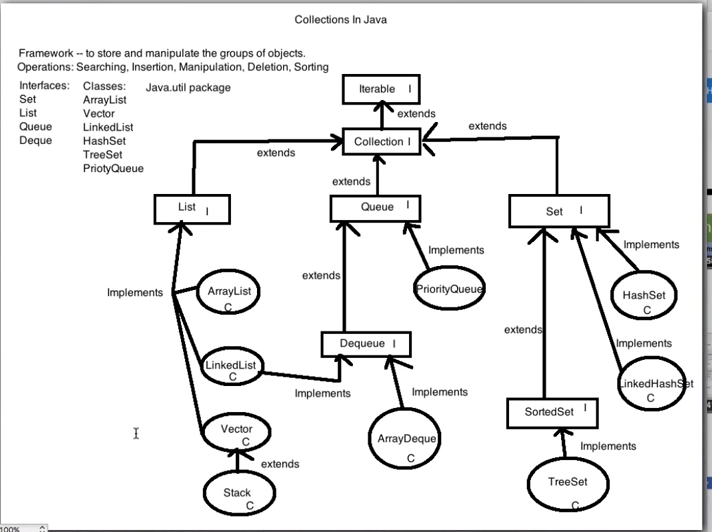 Collections In Java
Framework -- to store and manipulate the groups of objects.
Operations: Searching, Insertion, Manipulation, Deletion, Sorting
Interfaces: Classes: Java.util package
Set ArrayList
List Vector
Queue LinkedList
Deque HashSet
TreeSet
PriotyQueue
Iterable I
extends
Collection I
extends
extends
extends
List I
Queue I
Set I
Implements
Implements
extends
Implements
ArrayList
C
PriorityQueue
HashSet
C
extends
Implements
Dequeue I
LinkedList
C
Implements
Implements
LinkedHashSet
C
SortedSet I
Vector
C
ArrayDeque
C
Implements
extends
Stack
C
TreeSet
C
100%